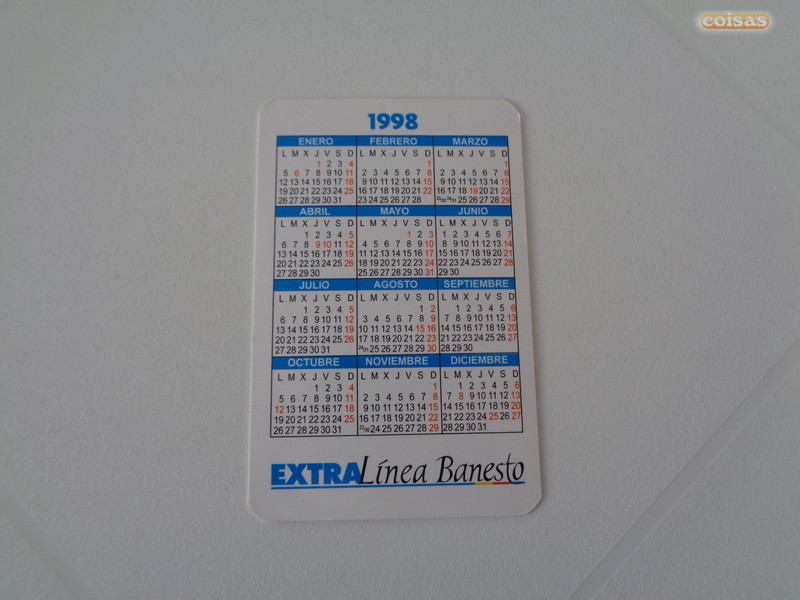 coisas
1998
ENERO
L M X J V S D
1 2 3 4
5 6 7 8 9 10 11
12 13 14 15 16 17 18
19 20 21 22 23 24 25
26 27 28 29 30 31
FEBRERO
L M X J V S D
1
2 3 4 5 6 7 8
9 10 11 12 13 14 15
16 17 18 19 20 21 22
23 24 25 26 27 28
MARZO
L M X J V S D
1
2 3 4 5 6 7 8
9 10 11 12 13 14 15
16 17 18 19 20 21 22
23/30 24/31 25 26 27 28 29
ABRIL
L M X J V S D
1 2 3 4 5
6 7 8 9 10 11 12
13 14 15 16 17 18 19
20 21 22 23 24 25 26
27 28 29 30
MAYO
L M X J V S D
1 2 3
4 5 6 7 8 9 10
11 12 13 14 15 16 17
18 19 20 21 22 23 24
25 26 27 28 29 30 31
JUNIO
L M X J V S D
1 2 3 4 5 6 7
8 9 10 11 12 13 14
15 16 17 18 19 20 21
22 23 24 25 26 27 28
29 30
JULIO
L M X J V S D
1 2 3 4 5
6 7 8 9 10 11 12
13 14 15 16 17 18 19
20 21 22 23 24 25 26
27 28 29 30 31
AGOSTO
L M X J V S D
1 2
3 4 5 6 7 8 9
10 11 12 13 14 15 16
17 18 19 20 21 22 23
24/31 25 26 27 28 29 30
SEPTIEMBRE
L M X J V S D
1 2 3 4 5 6
7 8 9 10 11 12 13
14 15 16 17 18 19 20
21 22 23 24 25 26 27
28 29 30
OCTUBRE
L M X J V S D
1 2 3 4
5 6 7 8 9 10 11
12 13 14 15 16 17 18
19 20 21 22 23 24 25
26 27 28 29 30 31
NOVIEMBRE
L M X J V S D
1
2 3 4 5 6 7 8
9 10 11 12 13 14 15
16 17 18 19 20 21 22
23/30 24 25 26 27 28 29
DICIEMBRE
L M X J V S D
1 2 3 4 5 6
7 8 9 10 11 12 13
14 15 16 17 18 19 20
21 22 23 24 25 26 27
28 29 30 31
EXTRA Línea Banesto